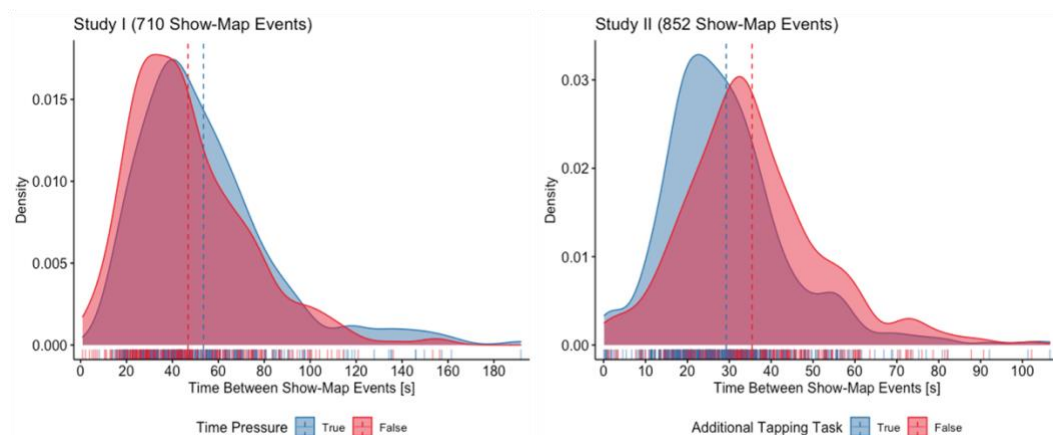 Study I (710 Show-Map Events)
0.015
0.010
0.005
0.000
Density
0 20 40 60 80 100 120 140 160 180
Time Between Show-Map Events [s]
Time Pressure True False
Study II (852 Show-Map Events)
0.03
0.02
0.01
0.00
Density
0 10 20 30 40 50 60 70 80 90 100
Time Between Show-Map Events [s]
Additional Tapping Task True False